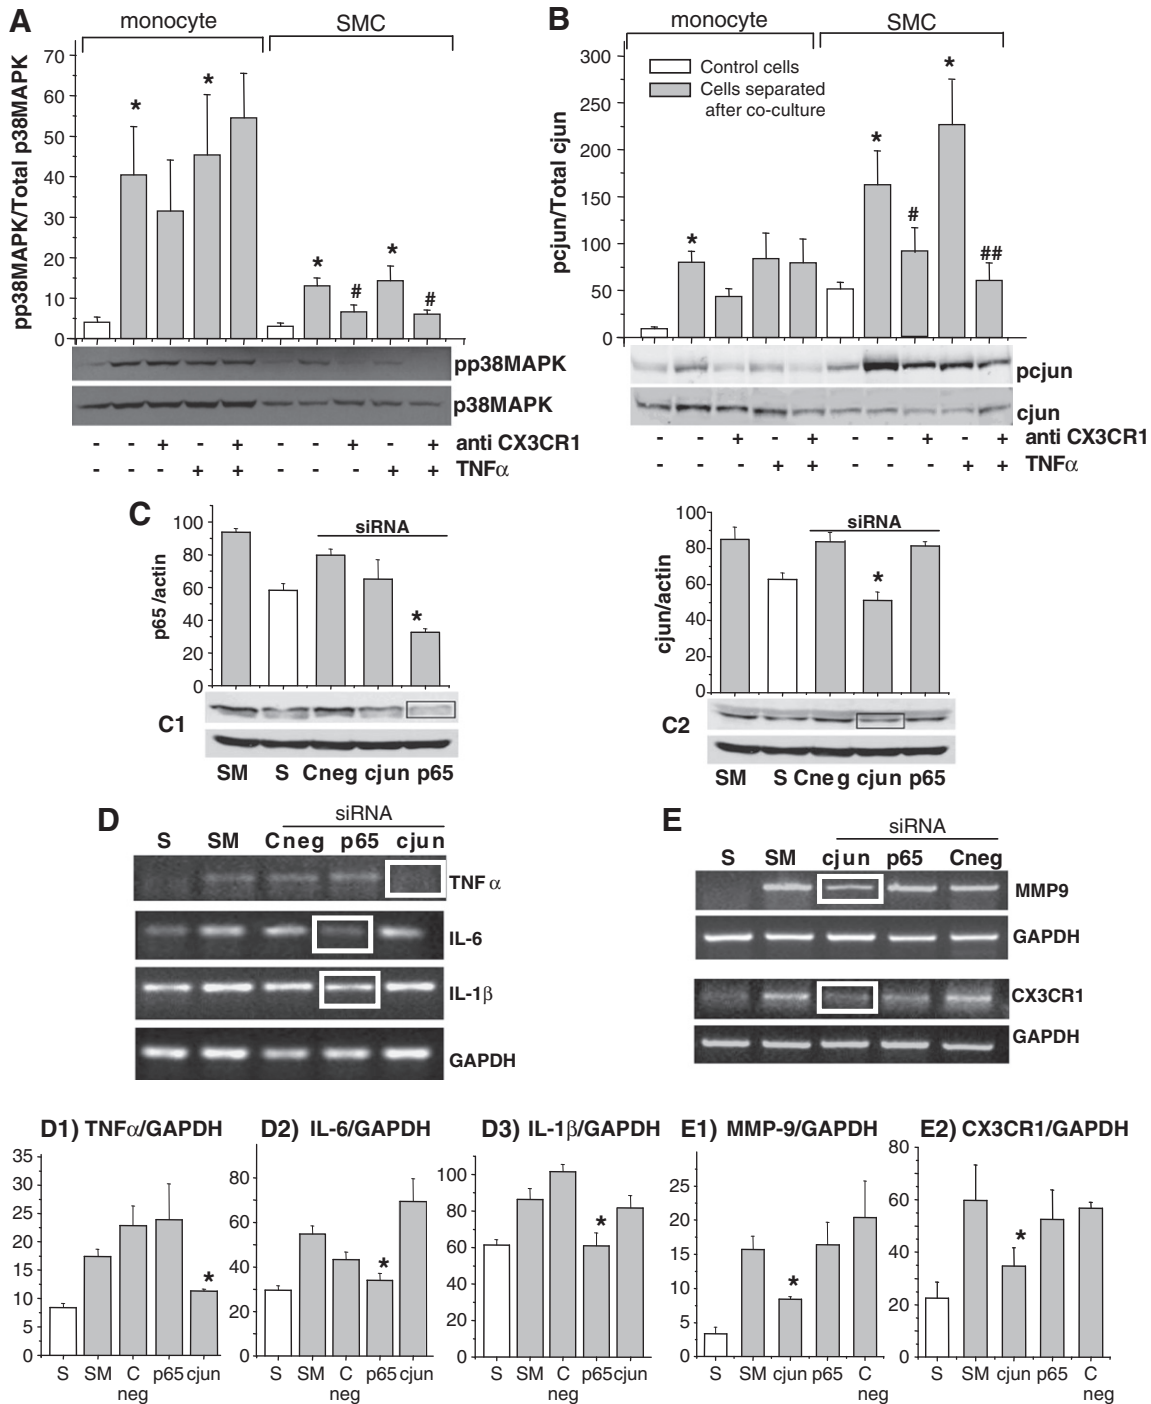 A
monocyte
SMC
pp38MAPK/Total p38MAPK
70
60
50
40
30
20
10
0
*
*
*
#
*
#
pp38MAPK
p38MAPK
- - + - + - - + - + anti CX3CR1
- - - + + - - - + + TNFα
B
monocyte
SMC
pcjun/Total cjun
300
250
200
150
100
50
0
Control cells
Cells separated
after co-culture
*
*
#
*
##
pcjun
cjun
- - + - + - - + - + anti CX3CR1
- - - + + - - - + + TNFα
C
siRNA
p65 /actin
100
80
60
40
20
0
*
C1
SM S Cneg cjun p65
siRNA
cjun/actin
100
80
60
40
20
0
*
C2
SM S Cneg cjun p65
D
siRNA
S SM Cneg p65 cjun
TNF α
IL-6
IL-1β
GAPDH
E
siRNA
S SM cjun p65 Cneg
MMP9
GAPDH
CX3CR1
GAPDH
D1) TNFα/GAPDH
35
30
25
20
15
10
5
0
*
S SM C p65 cjun
neg
D2) IL-6/GAPDH
80
60
40
20
0
*
S SM C p65 cjun
neg
D3) IL-1β/GAPDH
100
80
60
40
20
0
*
S SM C p65 cjun
neg
E1) MMP-9/GAPDH
25
20
15
10
5
0
*
S SM cjun p65 C
neg
E2) CX3CR1/GAPDH
80
60
40
20
0
*
S SM cjun p65 C
neg